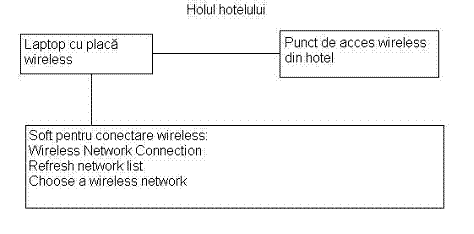 Holul hotelului
Laptop cu placă
wireless
Punct de acces wireless
din hotel
Soft pentru conectare wireless:
Wireless Network Connection
Refresh network list
Choose a wireless network